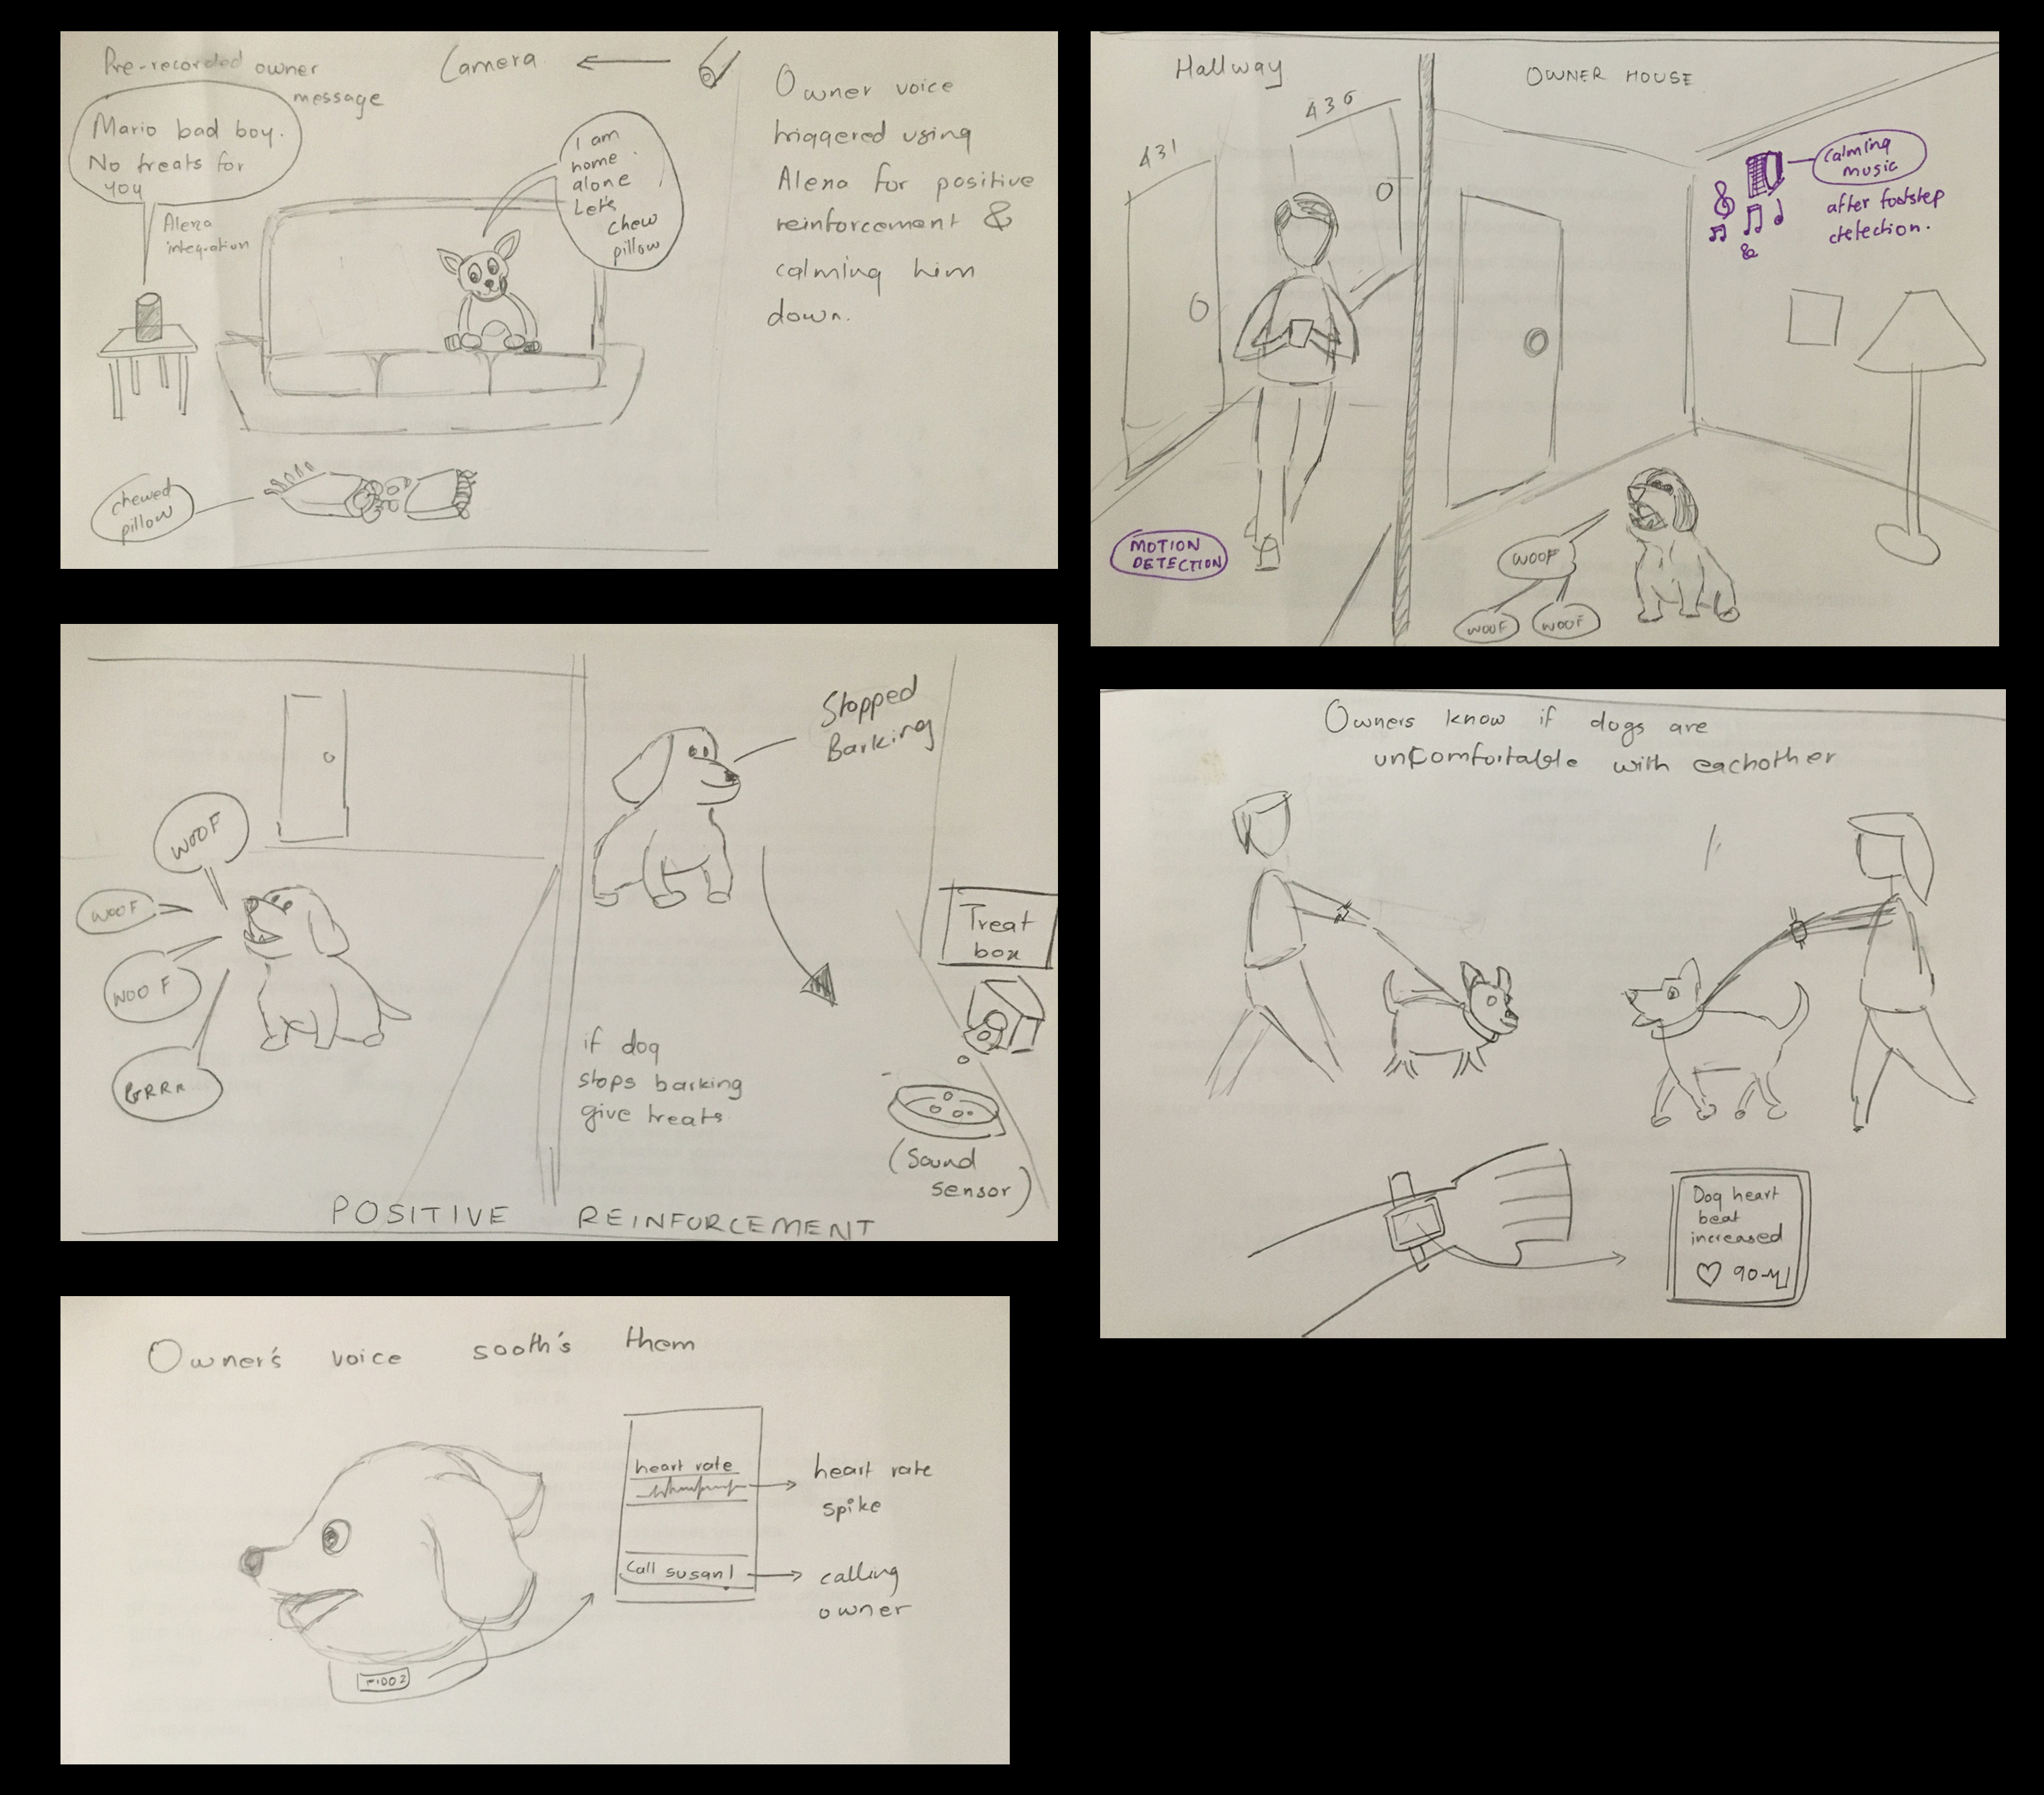 Pre-recorded owner
message
Mario bad boy.
No treats for
you
Alexa
integration
Camera
I am
home
alone
Lets
chew
pillow
chewed
pillow
Owner voice
triggered using
Alexa for positive
reinforcement &
calming him
down.
Hallway
431
436
MOTION
DETECTION
OWNER HOUSE
Calming
music
after footstep
detection.
WOOF
WOOF
WOOF
WOOF
WOOF
WOOF
GRRR
Stopped
Barking
if dog
stops barking
give treats
Treat
box
(Sound
sensor)
POSITIVE REINFORCEMENT
Owners know if dogs are
uncomfortable with eachother
Dog heart
beat
increased
90
Owner's voice sooth's them
heart rate
Call susan!
heart rate
spike
calling
owner